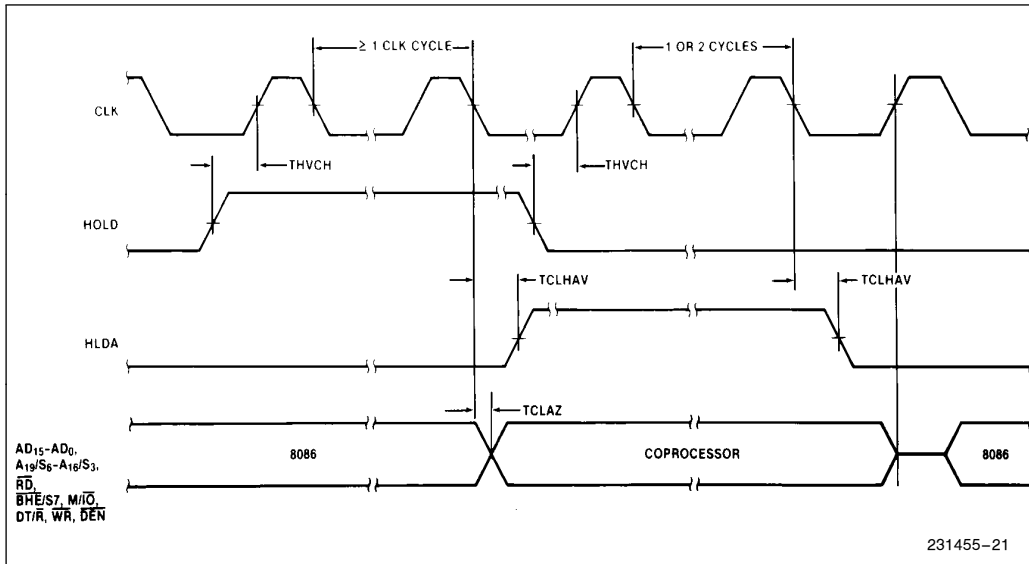 ≥ 1 CLK CYCLE
1 OR 2 CYCLES
CLK
THVCH
THVCH
HOLD
TCLHAV
TCLHAV
HLDA
TCLAZ
AD15–AD0,
A19/S6–A16/S3,
RD,
BHE/S7, M/IO,
DT/R, WR, DEN
8086
COPROCESSOR
8086
231455–21